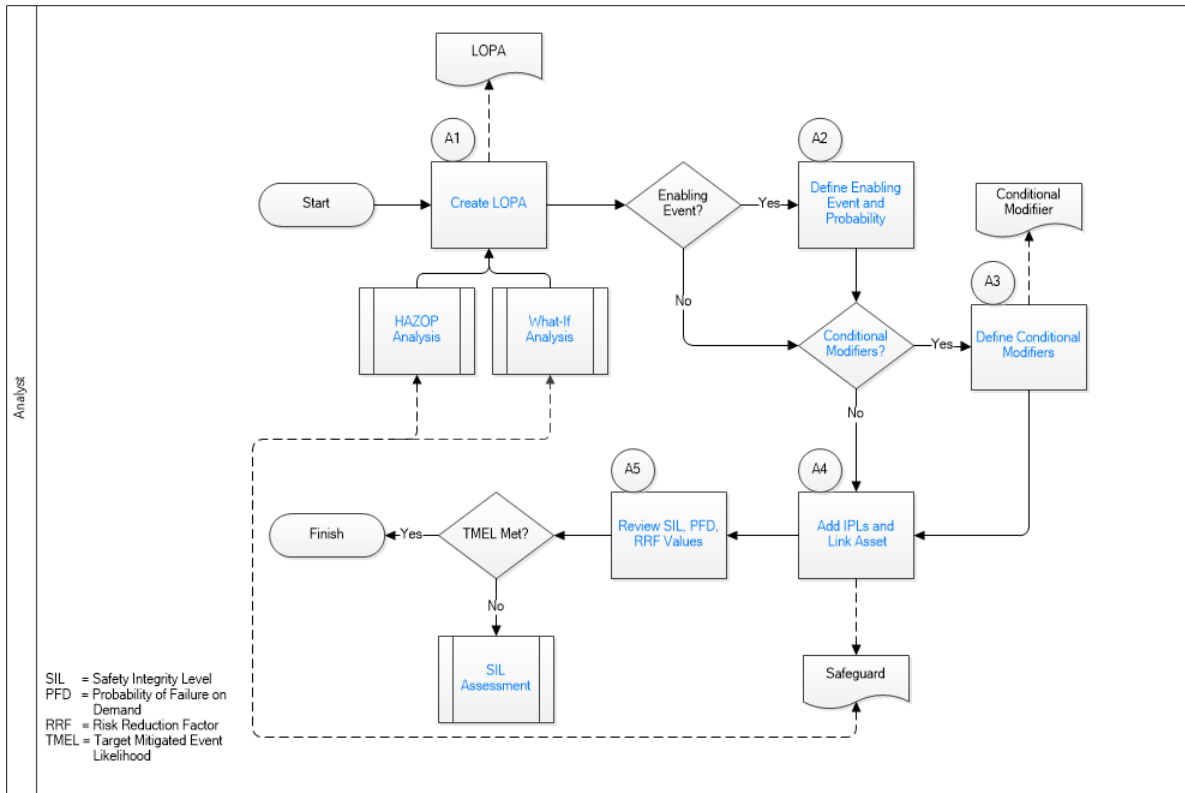 LOPA
A1
A2
Start
Create LOPA
Enabling
Event?
Yes
Define Enabling
Event and
Probability
Conditional
Modifiier
A3
No
HAZOP
Analysis
What-If
Analysis
Conditional
Modifiers?
Yes
Define Conditional
Modifiers
Analyst
No
A5
A4
Finish
Yes
TMEL Met?
Review SIL, PFD,
RRF Values
Add IPLs and
Link Asset
No
SIL
Assessment
Safeguard
SIL = Safety Integrity Level
PFD = Probability of Failure on
Demand
RRF = Risk Reduction Factor
TMEL = Target Mitigated Event
Likelihood